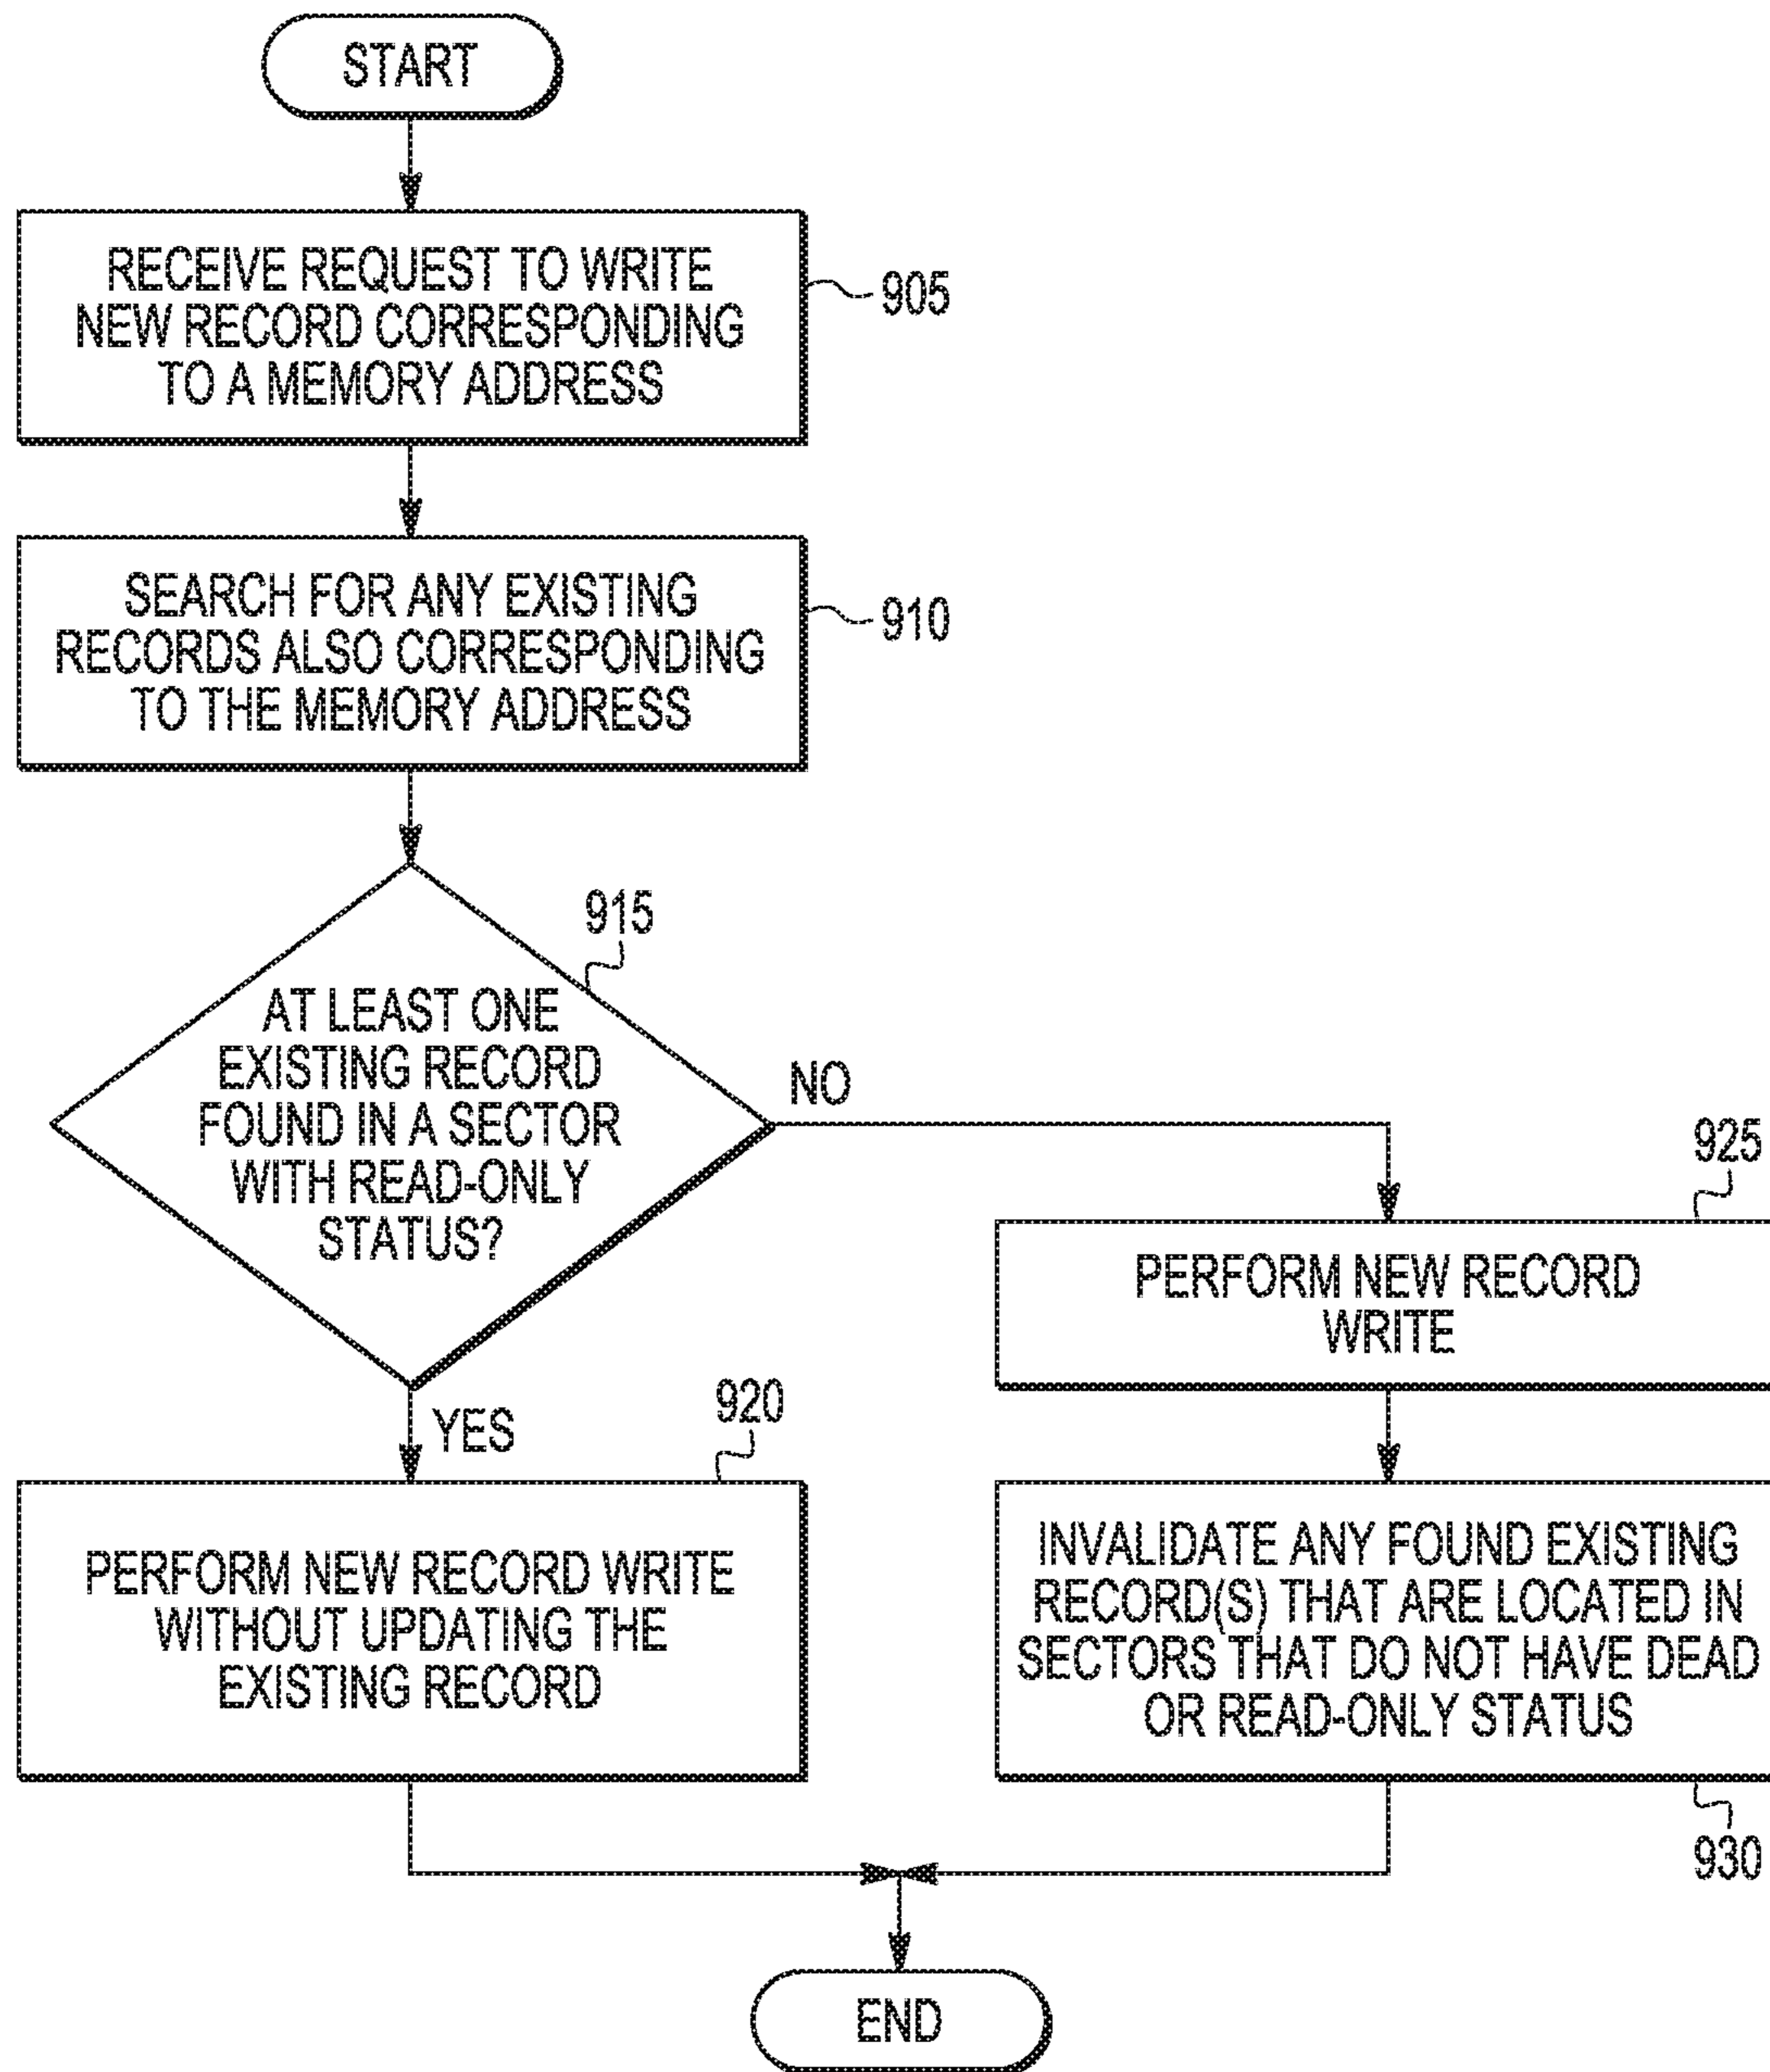 START
RECEIVE REQUEST TO WRITE
NEW RECORD CORRESPONDING
TO A MEMORY ADDRESS
905
SEARCH FOR ANY EXISTING
RECORDS ALSO CORRESPONDING
TO THE MEMORY ADDRESS
910
915
AT LEAST ONE
EXISTING RECORD
FOUND IN A SECTOR
WITH READ-ONLY
STATUS?
NO
YES
920
PERFORM NEW RECORD WRITE
WITHOUT UPDATING THE
EXISTING RECORD
925
PERFORM NEW RECORD
WRITE
INVALIDATE ANY FOUND EXISTING
RECORD(S) THAT ARE LOCATED IN
SECTORS THAT DO NOT HAVE DEAD
OR READ-ONLY STATUS
930
END